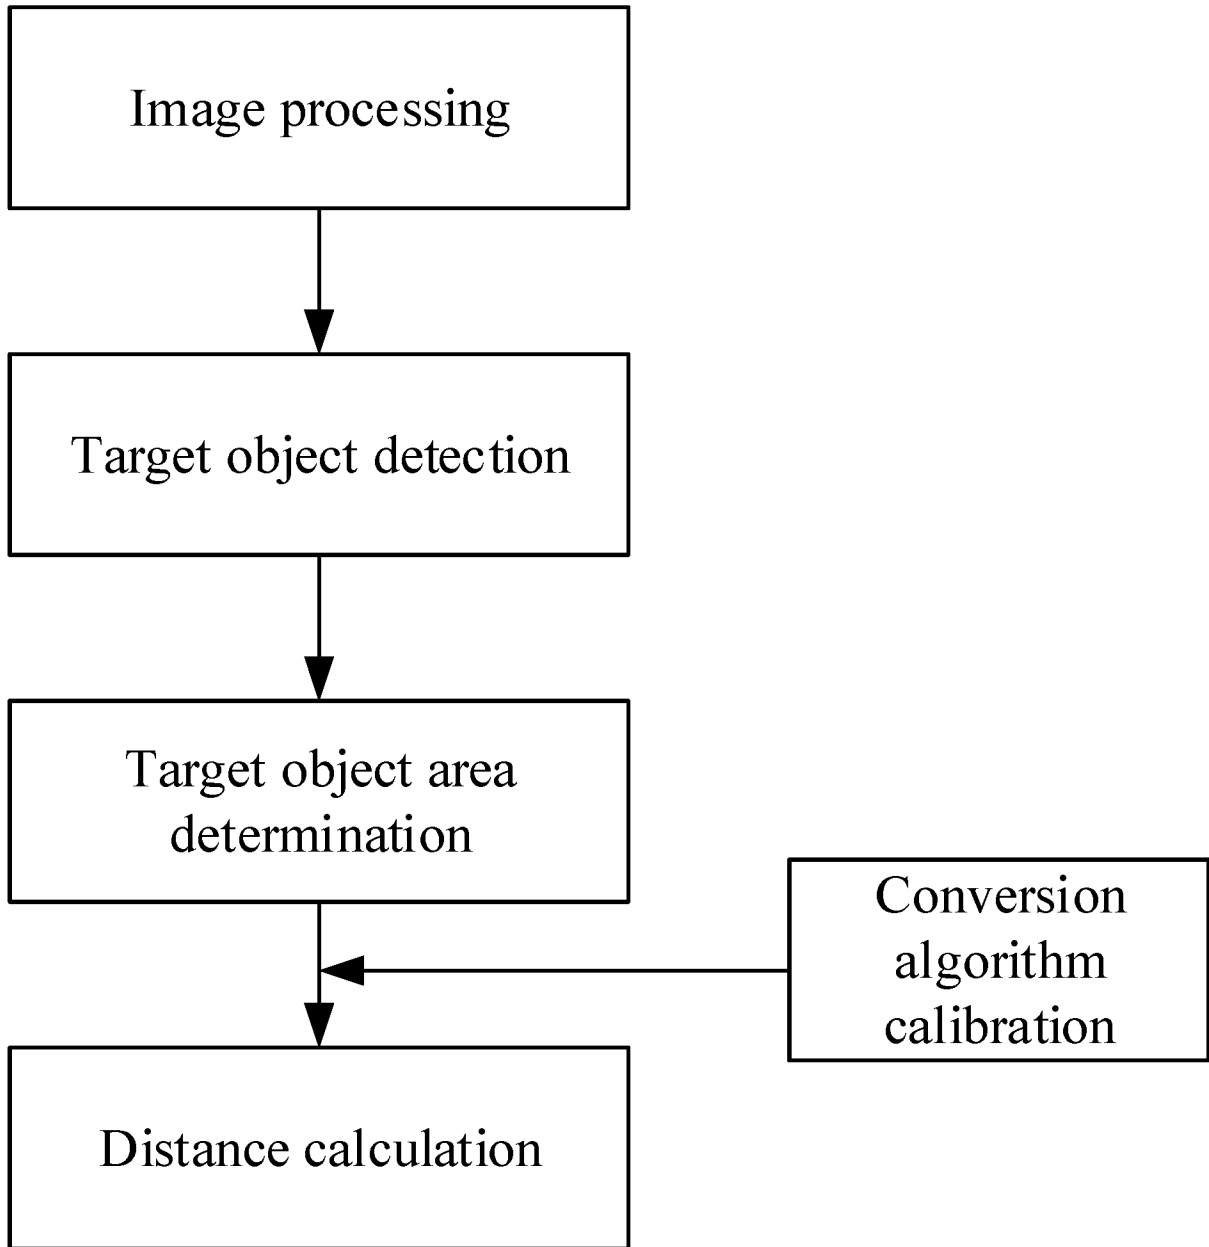 Image processing
Target object detection
Target object area
determination
Conversion
algorithm
calibration
Distance calculation